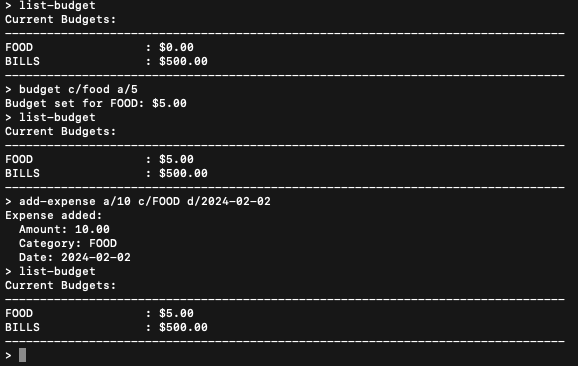 > list-budget
Current Budgets:
--------------------------------------------------------------------------------
FOOD                : $0.00
BILLS               : $500.00
--------------------------------------------------------------------------------
> budget c/food a/5
Budget set for FOOD: $5.00
> list-budget
Current Budgets:
--------------------------------------------------------------------------------
FOOD                : $5.00
BILLS               : $500.00
--------------------------------------------------------------------------------
> add-expense a/10 c/FOOD d/2024-02-02
Expense added:
  Amount: 10.00
  Category: FOOD
  Date: 2024-02-02
> list-budget
Current Budgets:
--------------------------------------------------------------------------------
FOOD                : $5.00
BILLS               : $500.00
--------------------------------------------------------------------------------
>